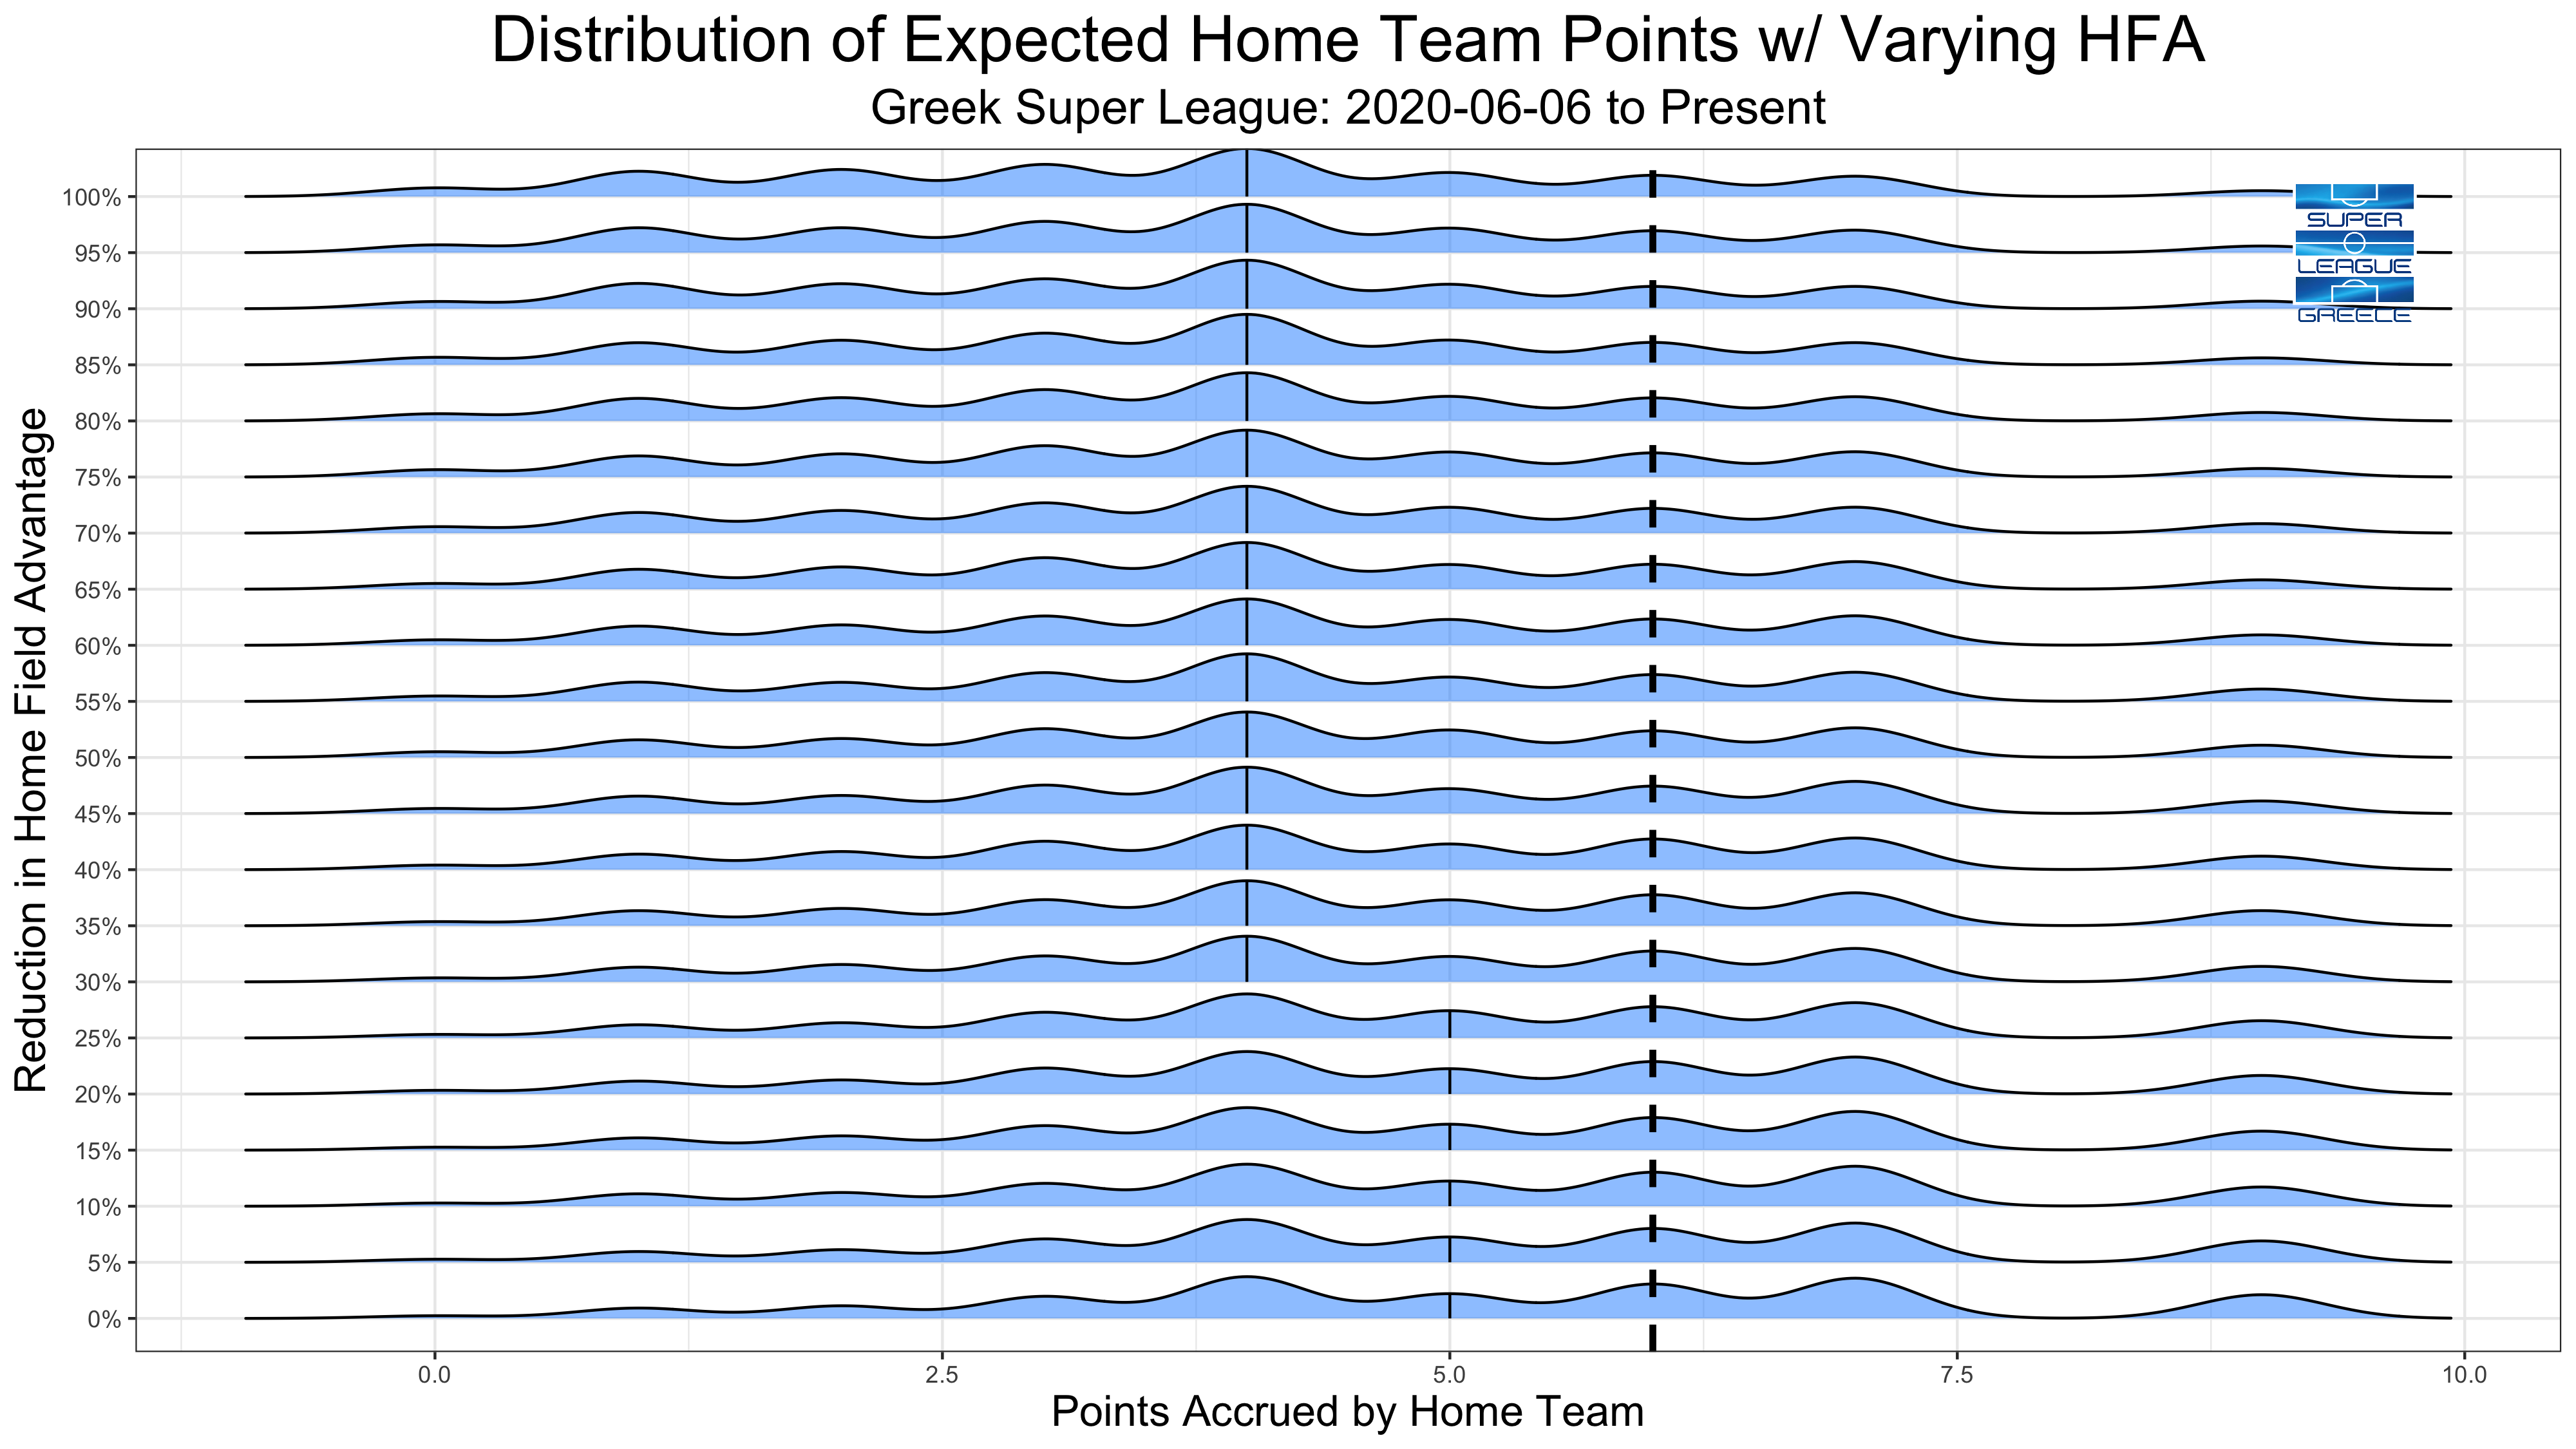 Distribution of Expected Home Team Points w/ Varying HFA
Greek Super League: 2020-06-06 to Present
Reduction in Home Field Advantage
100%
95%
90%
85%
80%
75%
70%
65%
60%
55%
50%
45%
40%
35%
30%
25%
20%
15%
10%
5%
0%
SUPER
LEAGUE
GREECE
0.0 2.5 5.0 7.5 10.0
Points Accrued by Home Team